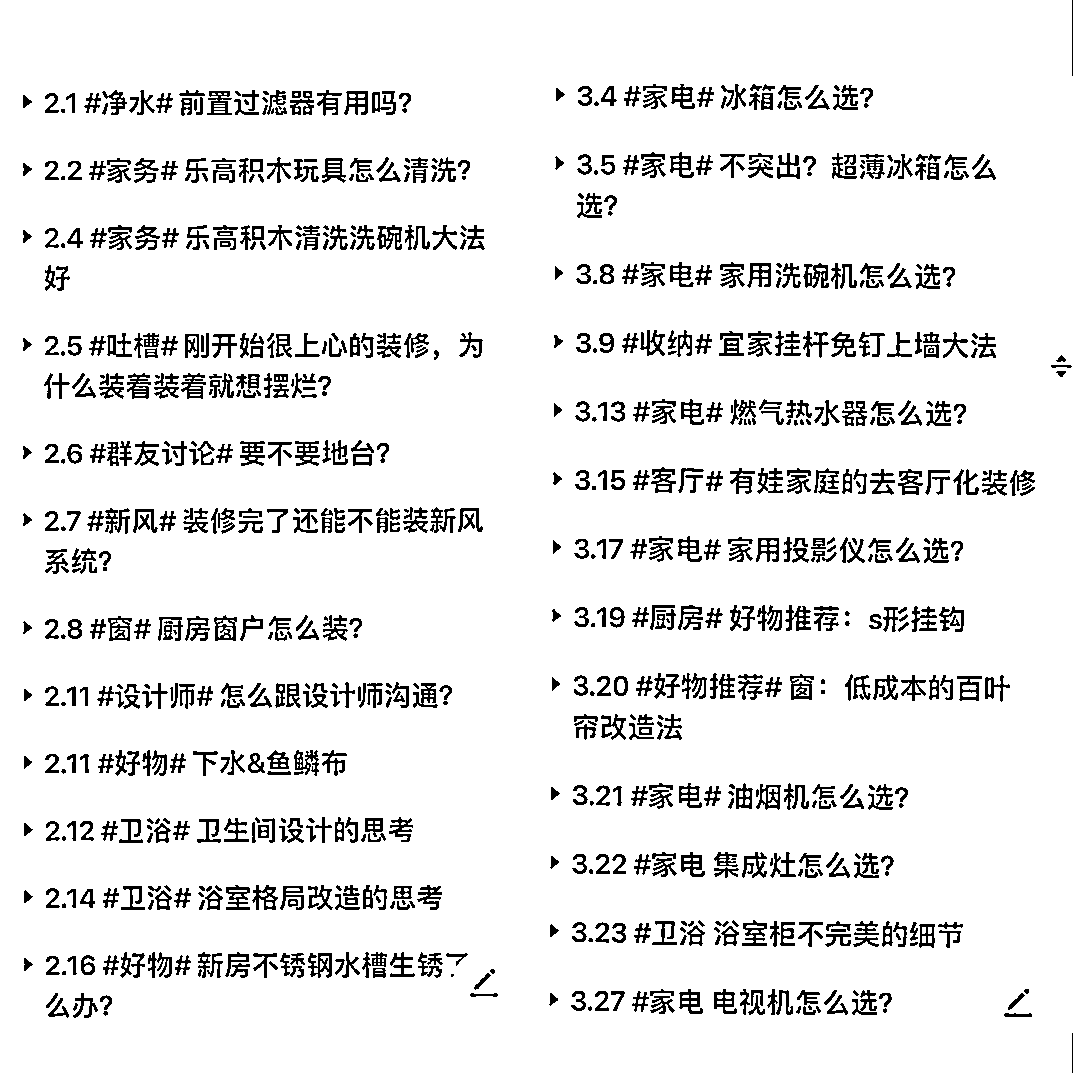 2.1 #净水# 前置过滤器有用吗?
2.2 #家务# 乐高积木玩具怎么清洗?
2.4 #家务# 乐高积木清洗洗碗机大法
好
2.5 #吐槽# 刚开始很上心的装修，为
什么装着装着就想摆烂?
2.6 #群友讨论# 要不要地台?
2.7 #新风# 装修完了还能不能装新风
系统?
2.8 #窗# 厨房窗户怎么装?
2.11 #设计师# 怎么跟设计师沟通?
2.11 #好物# 下水&鱼鳞布
2.12 #卫浴# 卫生间设计的思考
2.14 #卫浴# 浴室格局改造的思考
2.16 #好物# 新房不锈钢水槽生锈了
么办?
3.4 #家电# 冰箱怎么选?
3.5 #家电# 不突出？超薄冰箱怎么
选?
3.8 #家电# 家用洗碗机怎么选?
3.9 #收纳# 宜家挂杆免钉上墙大法
3.13 #家电# 燃气热水器怎么选?
3.15 #客厅# 有娃家庭的去客厅化装修
3.17 #家电# 家用投影仪怎么选?
3.19 #厨房# 好物推荐：s形挂钩
3.20 #好物推荐# 窗：低成本的百叶
帘改造法
3.21 #家电# 油烟机怎么选?
3.22 #家电 集成灶怎么选?
3.23 #卫浴 浴室柜不完美的细节
3.27 #家电 电视机怎么选?